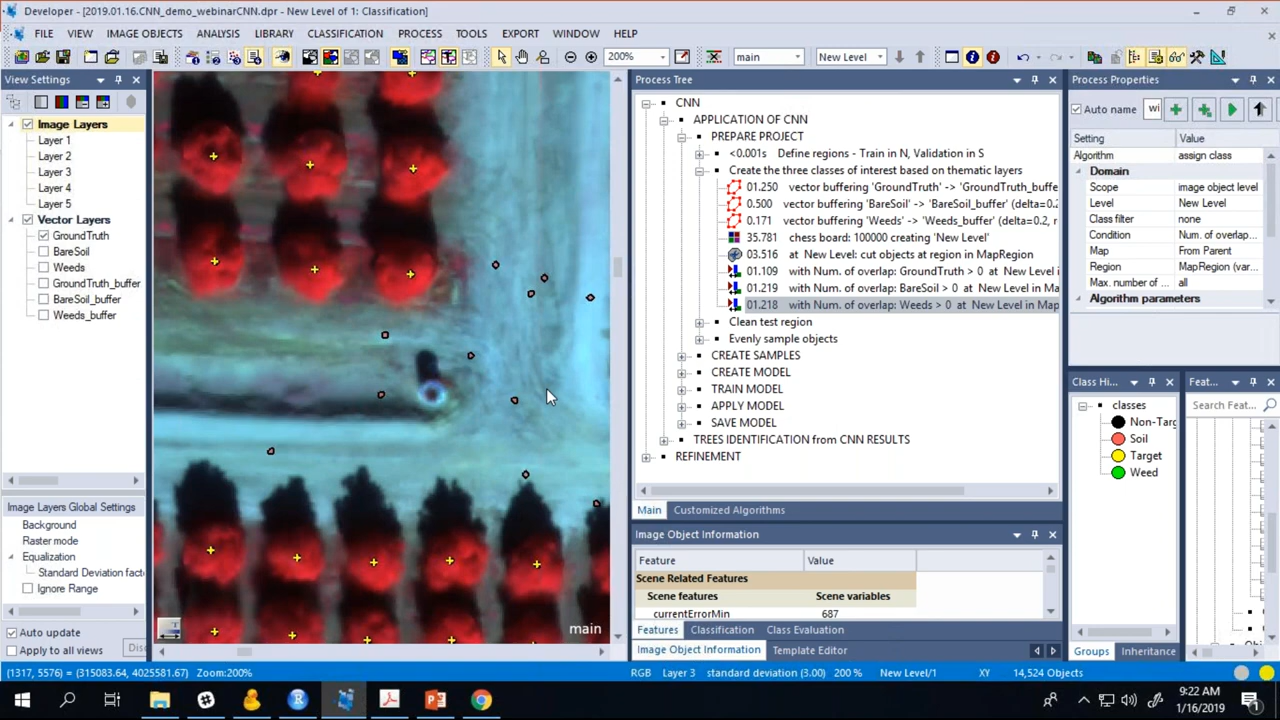 Developer - [2019.01.16.CNN_demo_webinarCNN.dpr - New Level of 1: Classification]
FILE VIEW IMAGE OBJECTS ANALYSIS LIBRARY CLASSIFICATION PROCESS TOOLS EXPORT WINDOW HELP
200% main New Level
View Settings
Image Layers
Layer 1
Layer 2
Layer 3
Layer 4
Layer 5
Vector Layers
GroundTruth
BareSoil
Weeds
GroundTruth_buffer
BareSoil_buffer
Weeds_buffer
Image Layers Global Settings
Background
Raster mode
Equalization
Standard Deviation facto
Ignore Range
Auto update
Apply to all views
main
Process Tree
CNN
APPLICATION OF CNN
PREPARE PROJECT
<0.001s Define regions - Train in N, Validation in S
Create the three classes of interest based on thematic layers
01.250 vector buffering 'GroundTruth' -> 'GroundTruth_buffe
0.500 vector buffering 'BareSoil' -> 'BareSoil_buffer' (delta=0.2
0.171 vector buffering 'Weeds' -> 'Weeds_buffer' (delta=0.2, r
35.781 chess board: 100000 creating 'New Level'
03.516 at New Level: cut objects at region in MapRegion
01.109 with Num. of overlap: GroundTruth > 0 at New Level in
01.219 with Num. of overlap: BareSoil > 0 at New Level in Map
01.218 with Num. of overlap: Weeds > 0 at New Level in Map
Clean test region
Evenly sample objects
CREATE SAMPLES
CREATE MODEL
TRAIN MODEL
APPLY MODEL
SAVE MODEL
TREES IDENTIFICATION from CNN RESULTS
REFINEMENT
Main Customized Algorithms
Image Object Information
Feature Value
Scene Related Features
Scene features Scene variables
currentErrorMin 687
Features Classification Class Evaluation
Image Object Information Template Editor
Process Properties
Auto name wi
Setting Value
Algorithm assign class
Domain
Scope image object level
Level New Level
Class filter none
Condition Num. of overlap...
Map From Parent
Region MapRegion (var...
Max. number of ... all
Algorithm parameters
Class Hi...
classes
Non-Targ
Soil
Target
Weed
Groups Inheritance
Feat...
Search Feat...
(1317, 5576) = (315083.64, 4025581.67) Zoom:200% RGB Layer 3 standard deviation (3.00) 200 % New Level/1 XY 14,524 Objects
9:22 AM
1/16/2019